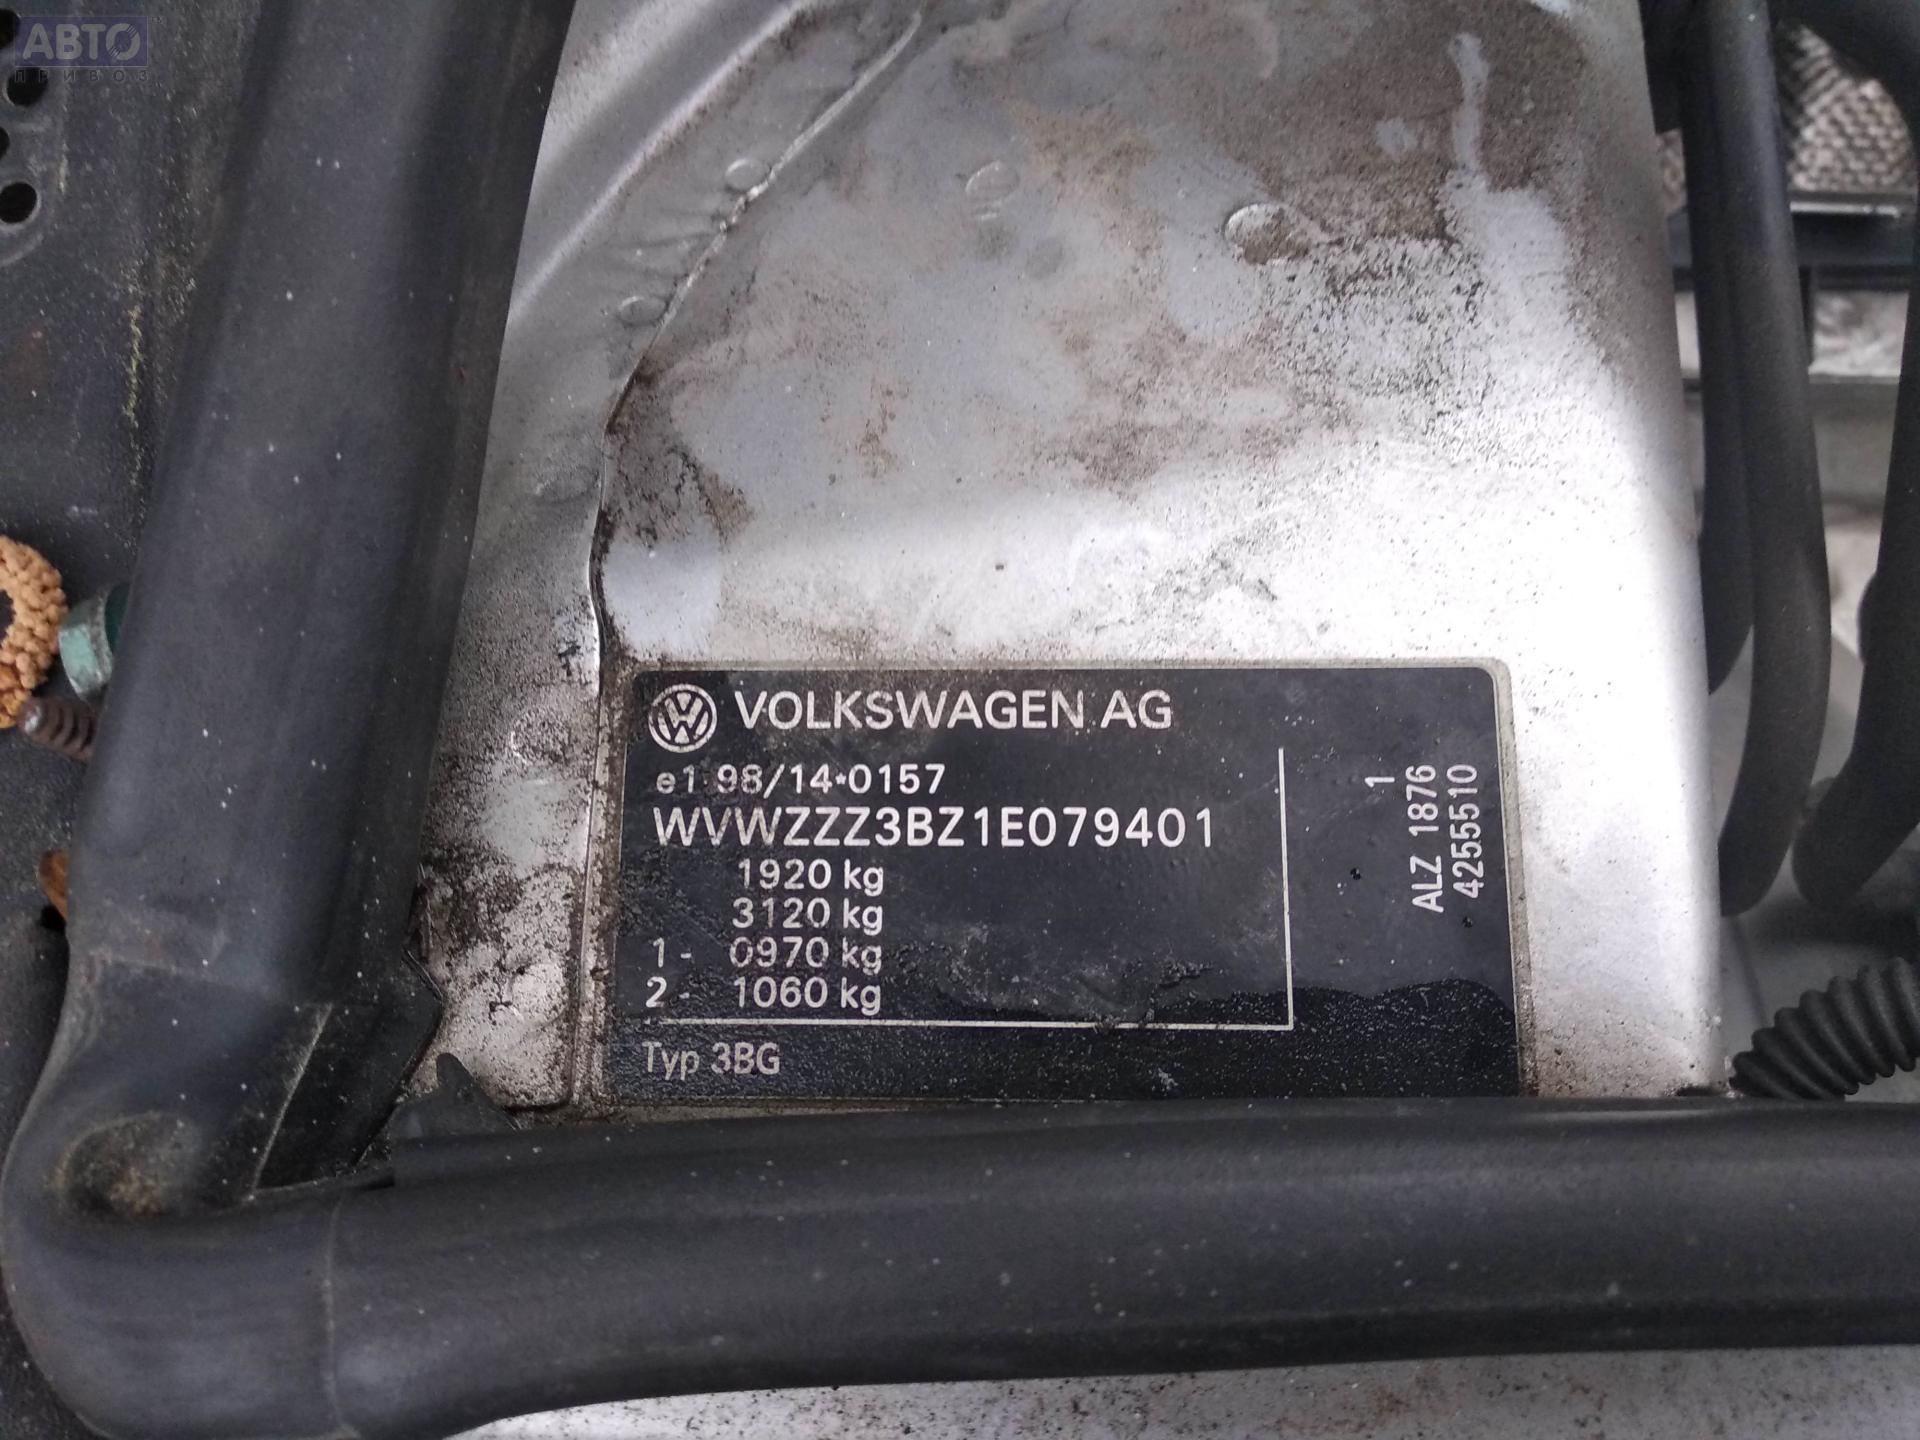 АВТО
ПРИВОЗ
VOLKSWAGEN AG
e1*98/14*0157
WVWZZZ3BZ1E079401
1920 kg
3120 kg
1- 0970 kg
2- 1060 kg
Typ 3BG
1
ALZ 1876
4255510